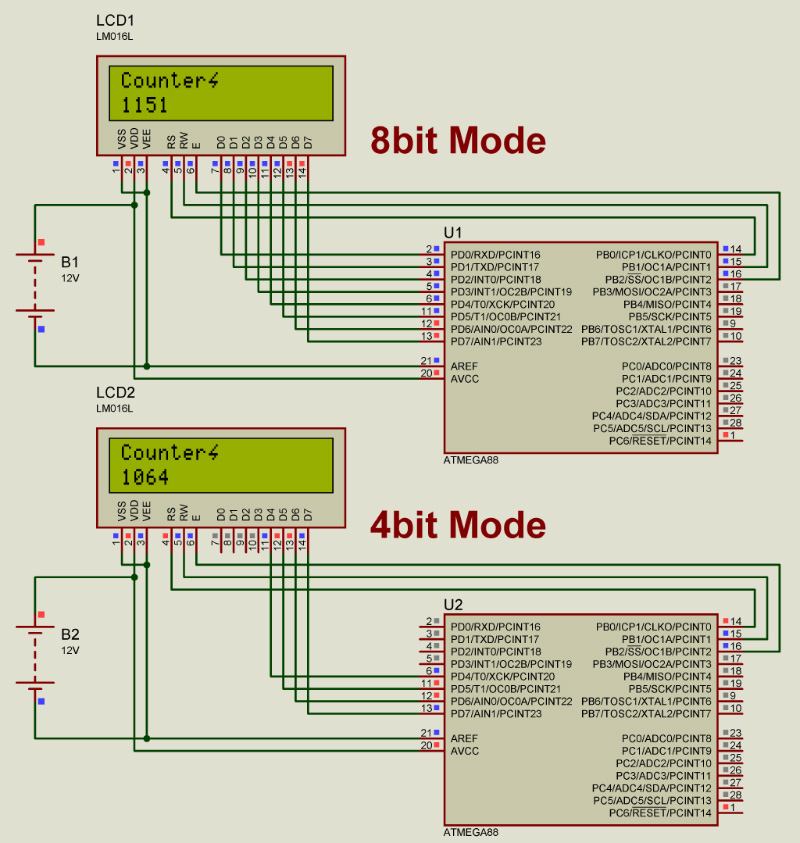 LCD1
LM016L
Counter⚡
1151
VSS VDD VEE RS RW E D0 D1 D2 D3 D4 D5 D6 D7
1 2 3 4 5 6 7 8 9 10 11 12 13 14
8bit Mode
B1
12V
U1
2 PD0/RXD/PCINT16 PB0/ICP1/CLKO/PCINT0 14
3 PD1/TXD/PCINT17 PB1/OC1A/PCINT1 15
4 PD2/INT0/PCINT18 PB2/SS/OC1B/PCINT2 16
5 PD3/INT1/OC2B/PCINT19 PB3/MOSI/OC2A/PCINT3 17
6 PD4/T0/XCK/PCINT20 PB4/MISO/PCINT4 18
11 PD5/T1/OC0B/PCINT21 PB5/SCK/PCINT5 19
12 PD6/AIN0/OC0A/PCINT22 PB6/TOSC1/XTAL1/PCINT6 9
13 PD7/AIN1/PCINT23 PB7/TOSC2/XTAL2/PCINT7 10
21 AREF PC0/ADC0/PCINT8 23
20 AVCC PC1/ADC1/PCINT9 24
PC2/ADC2/PCINT10 25
PC3/ADC3/PCINT11 26
PC4/ADC4/SDA/PCINT12 27
PC5/ADC5/SCL/PCINT13 28
PC6/RESET/PCINT14 1
ATMEGA88
LCD2
LM016L
Counter⚡
1064
VSS VDD VEE RS RW E D0 D1 D2 D3 D4 D5 D6 D7
1 2 3 4 5 6 7 8 9 10 11 12 13 14
4bit Mode
B2
12V
U2
2 PD0/RXD/PCINT16 PB0/ICP1/CLKO/PCINT0 14
3 PD1/TXD/PCINT17 PB1/OC1A/PCINT1 15
4 PD2/INT0/PCINT18 PB2/SS/OC1B/PCINT2 16
5 PD3/INT1/OC2B/PCINT19 PB3/MOSI/OC2A/PCINT3 17
6 PD4/T0/XCK/PCINT20 PB4/MISO/PCINT4 18
11 PD5/T1/OC0B/PCINT21 PB5/SCK/PCINT5 19
12 PD6/AIN0/OC0A/PCINT22 PB6/TOSC1/XTAL1/PCINT6 9
13 PD7/AIN1/PCINT23 PB7/TOSC2/XTAL2/PCINT7 10
21 AREF PC0/ADC0/PCINT8 23
20 AVCC PC1/ADC1/PCINT9 24
PC2/ADC2/PCINT10 25
PC3/ADC3/PCINT11 26
PC4/ADC4/SDA/PCINT12 27
PC5/ADC5/SCL/PCINT13 28
PC6/RESET/PCINT14 1
ATMEGA88